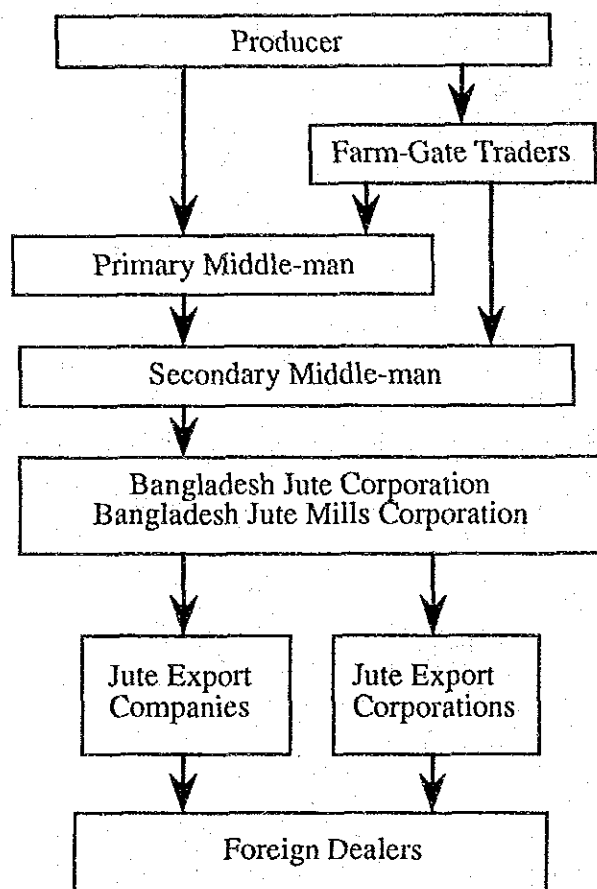 Producer
Farm-Gate Traders
Primary Middle-man
Secondary Middle-man
Bangladesh Jute Corporation
Bangladesh Jute Mills Corporation
Jute Export
Companies
Jute Export
Corporations
Foreign Dealers